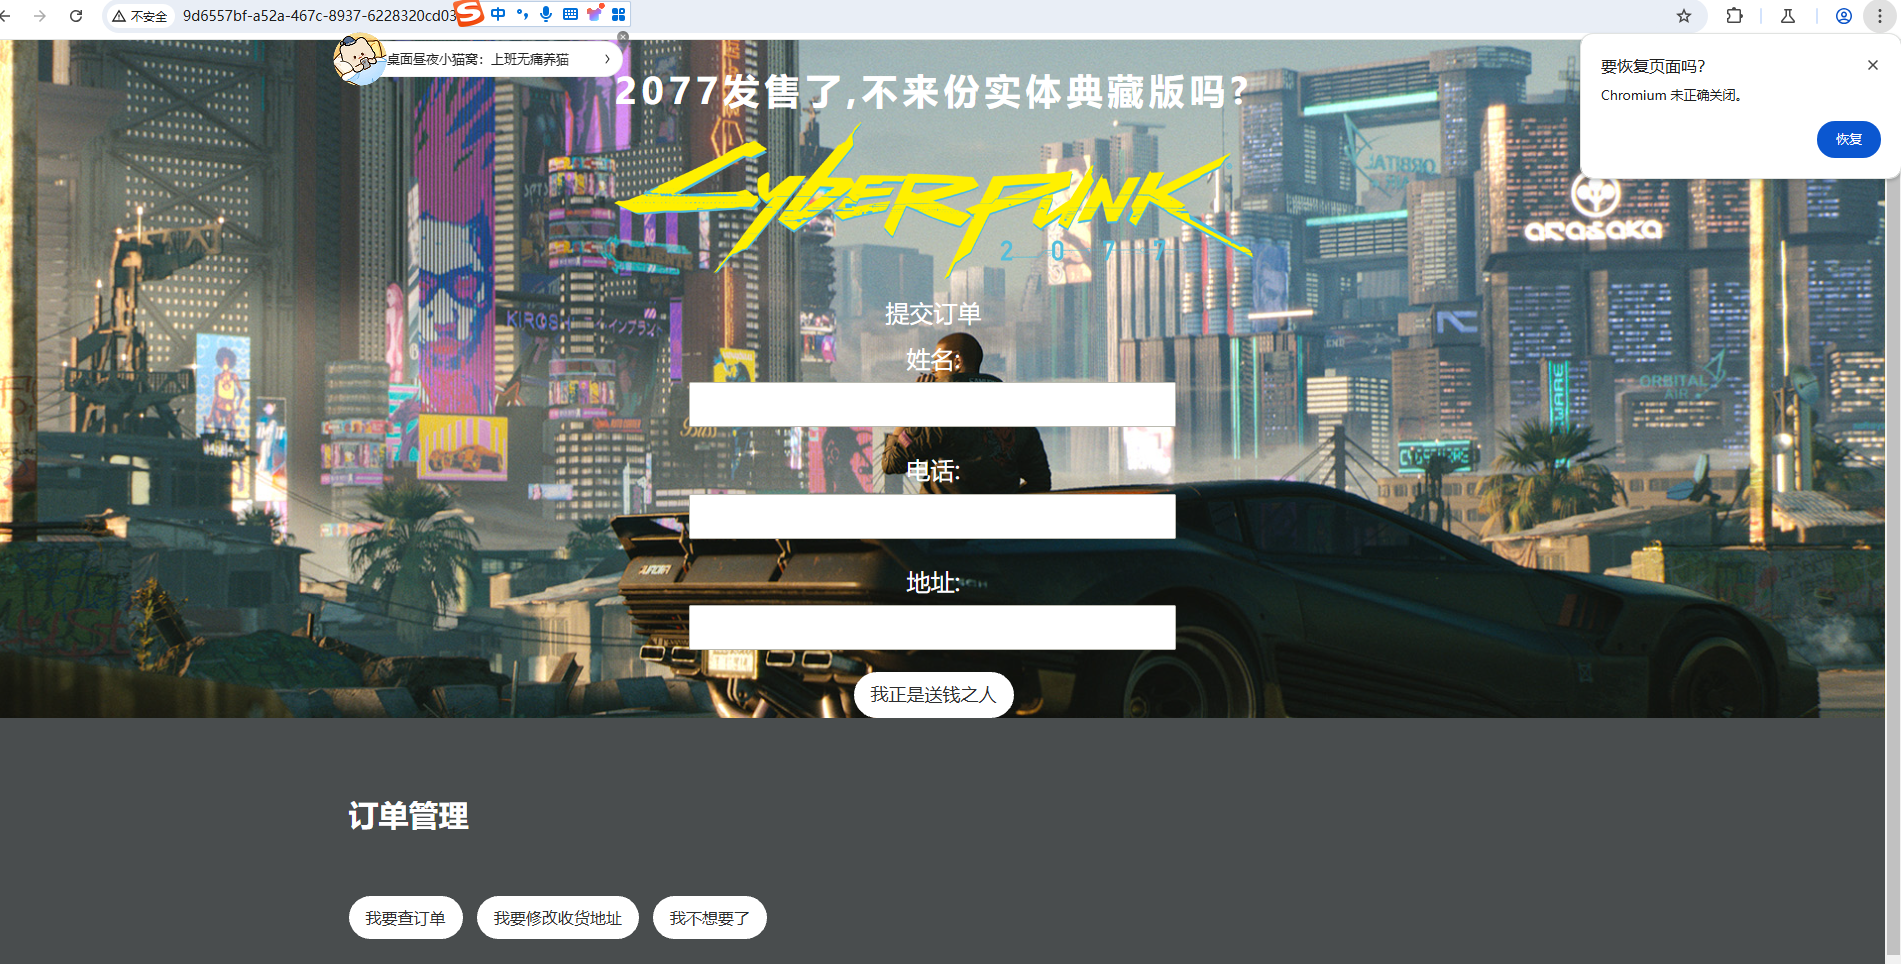 不安全
9d6557bf-a52a-467c-8937-6228320cd03
中
桌面昼夜小猫窝：上班无痛养猫
要恢复页面吗？
Chromium 未正确关闭。
恢复
2077发售了,不来份实体典藏版吗?
CYBERPUNK
2077
arasaka
ORBITAL
AIR
KIROSHI
提交订单
姓名:
电话:
地址:
我正是送钱之人
订单管理
我要查订单
我要修改收货地址
我不想要了